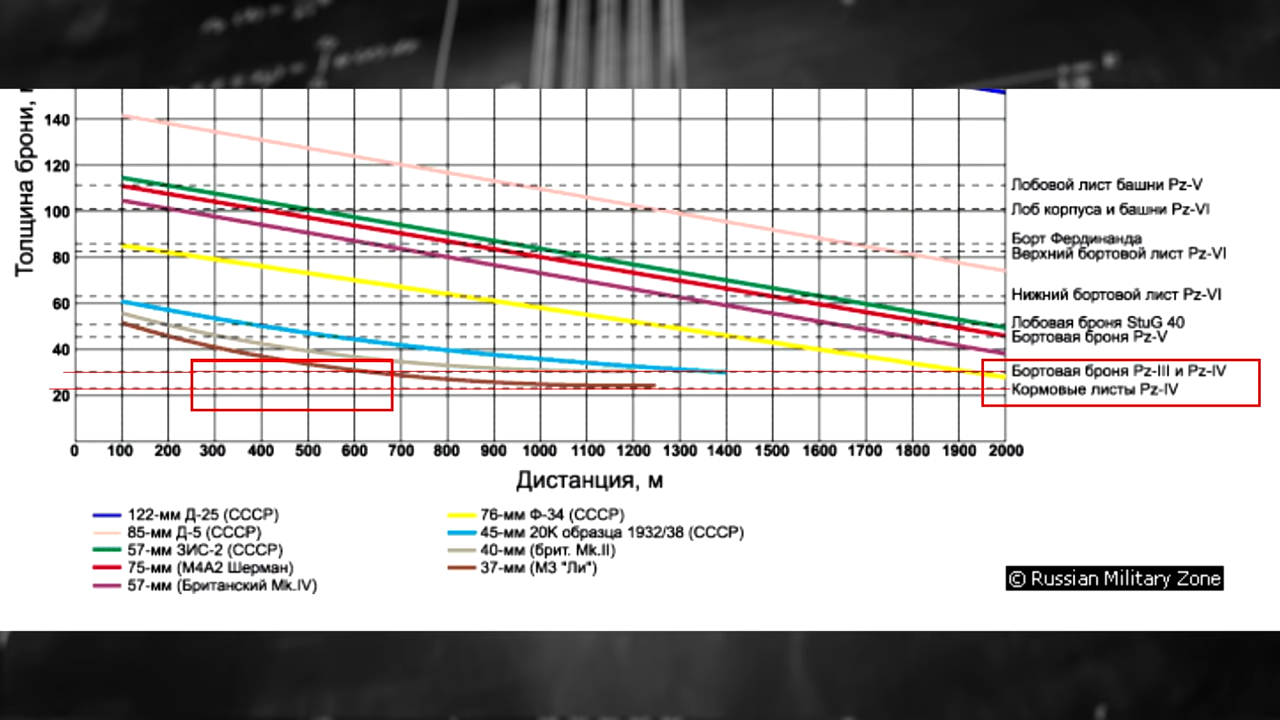 Толщина брони,
140
120
100
80
60
40
20
0 100 200 300 400 500 600 700 800 900 1000 1100 1200 1300 1400 1500 1600 1700 1800 1900 2000
Дистанция, м
Лобовой лист башни Pz-V
Лоб корпуса и башни Pz-VI
Борт Фердинанда
Верхний бортовой лист Pz-VI
Нижний бортовой лист Pz-VI
Лобовая броня StuG 40
Бортовая броня Pz-V
Бортовая броня Pz-III и Pz-IV
Кормовые листы Pz-IV
122-мм Д-25 (СССР)
85-мм Д-5 (СССР)
57-мм ЗИС-2 (СССР)
75-мм (М4А2 Шерман)
57-мм (Британский Mk.IV)
76-мм Ф-34 (СССР)
45-мм 20К образца 1932/38 (СССР)
40-мм (брит. Mk.II)
37-мм (М3 "Ли")
© Russian Military Zone